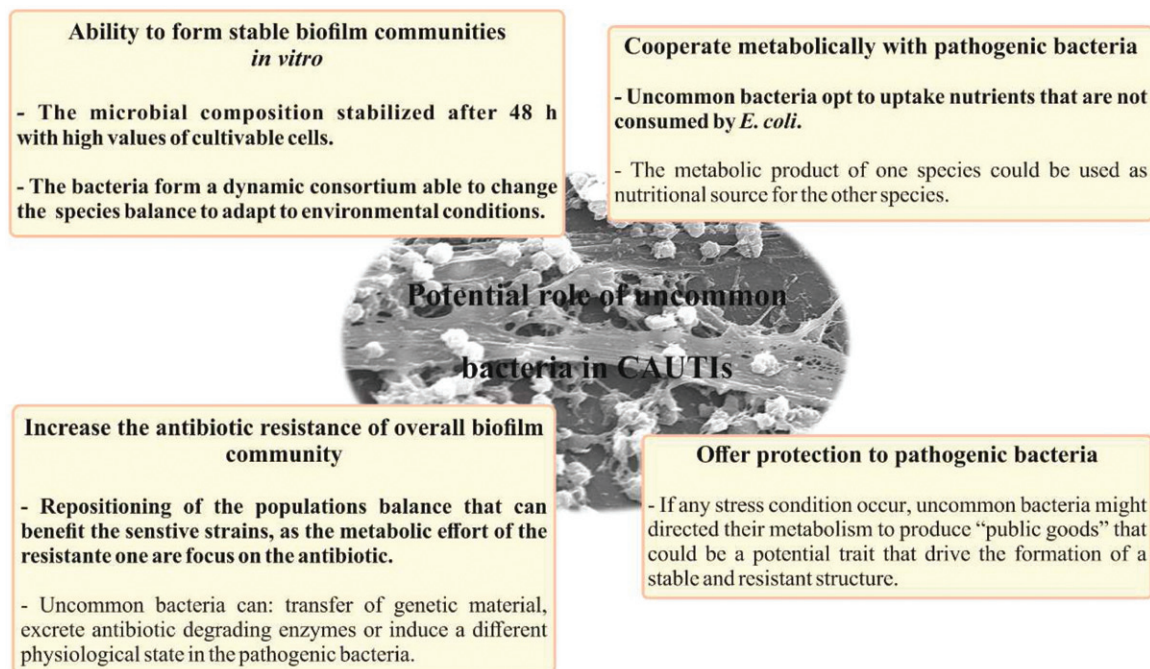 Ability to form stable biofilm communities
in vitro
- The microbial composition stabilized after 48 h
with high values of cultivable cells.
- The bacteria form a dynamic consortium able to change
the species balance to adapt to environmental conditions.
Cooperate metabolically with pathogenic bacteria
- Uncommon bacteria opt to uptake nutrients that are not
consumed by E. coli.
- The metabolic product of one species could be used as
nutritional source for the other species.
Potential role of uncommon
bacteria in CAUTIs
Increase the antibiotic resistance of overall biofilm
community
- Repositioning of the populations balance that can
benefit the senstive strains, as the metabolic effort of the
resistante one are focus on the antibiotic.
- Uncommon bacteria can: transfer of genetic material,
excrete antibiotic degrading enzymes or induce a different
physiological state in the pathogenic bacteria.
Offer protection to pathogenic bacteria
- If any stress condition occur, uncommon bacteria might
directed their metabolism to produce “public goods” that
could be a potential trait that drive the formation of a
stable and resistant structure.